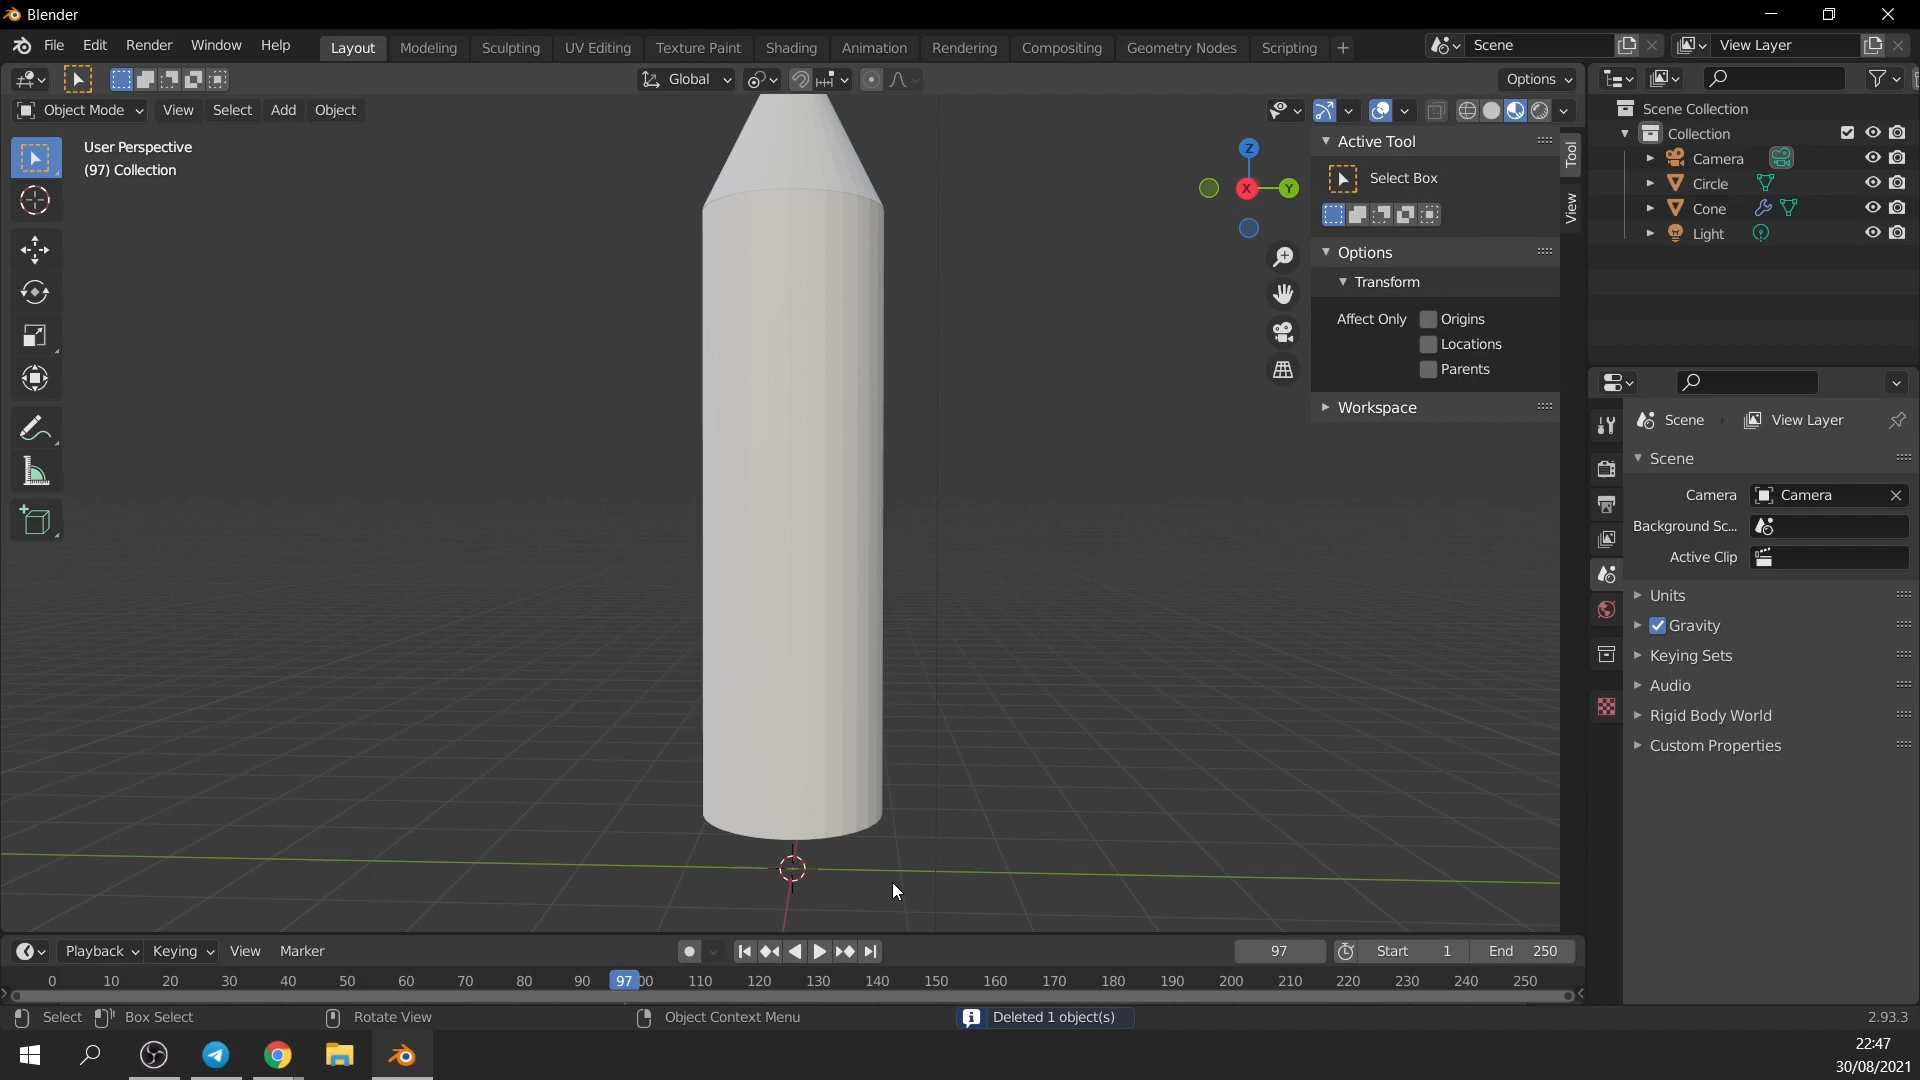 Blender
File Edit Render Window Help Layout Modeling Sculpting UV Editing Texture Paint Shading Animation Rendering Compositing Geometry Nodes Scripting + Scene View Layer
Global Options
Object Mode View Select Add Object
User Perspective
(97) Collection
Z
X Y
Active Tool
Select Box
Options
Transform
Affect Only Origins
Locations
Parents
Workspace
Tool
View
Scene Collection
Collection
Camera
Circle
Cone
Light
Scene View Layer
Scene
Camera Camera
Background Sc...
Active Clip
Units
Gravity
Keying Sets
Audio
Rigid Body World
Custom Properties
Playback Keying View Marker 97 Start 1 End 250
0 10 20 30 40 50 60 70 80 90 97 00 110 120 130 140 150 160 170 180 190 200 210 220 230 240 250
Select Box Select Rotate View Object Context Menu Deleted 1 object(s) 2.93.3
22:47
30/08/2021